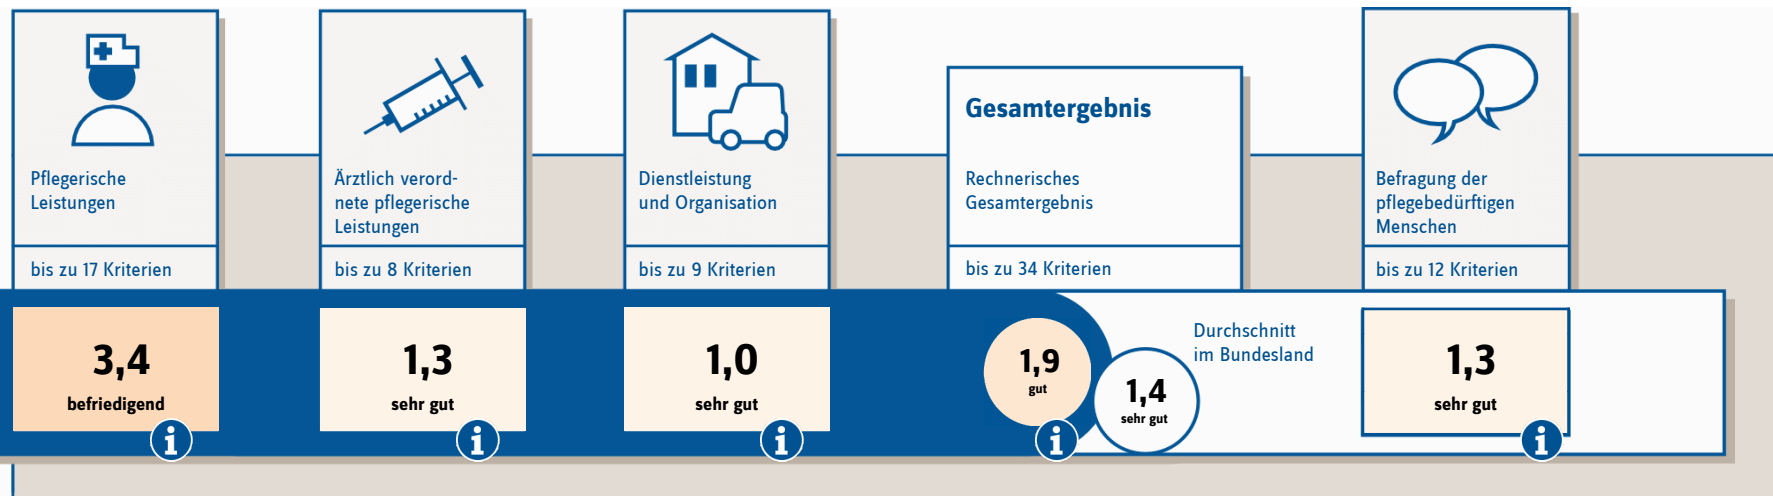 Pflegerische
Leistungen
bis zu 17 Kriterien
3,4
befriedigend
i
Ärztlich verord-
nete pflegerische
Leistungen
bis zu 8 Kriterien
1,3
sehr gut
i
Dienstleistung
und Organisation
bis zu 9 Kriterien
1,0
sehr gut
i
Gesamtergebnis
Rechnerisches
Gesamtergebnis
bis zu 34 Kriterien
1,9
gut
i
1,4
sehr gut
Durchschnitt
im Bundesland
Befragung der
pflegebedürftigen
Menschen
bis zu 12 Kriterien
1,3
sehr gut
i